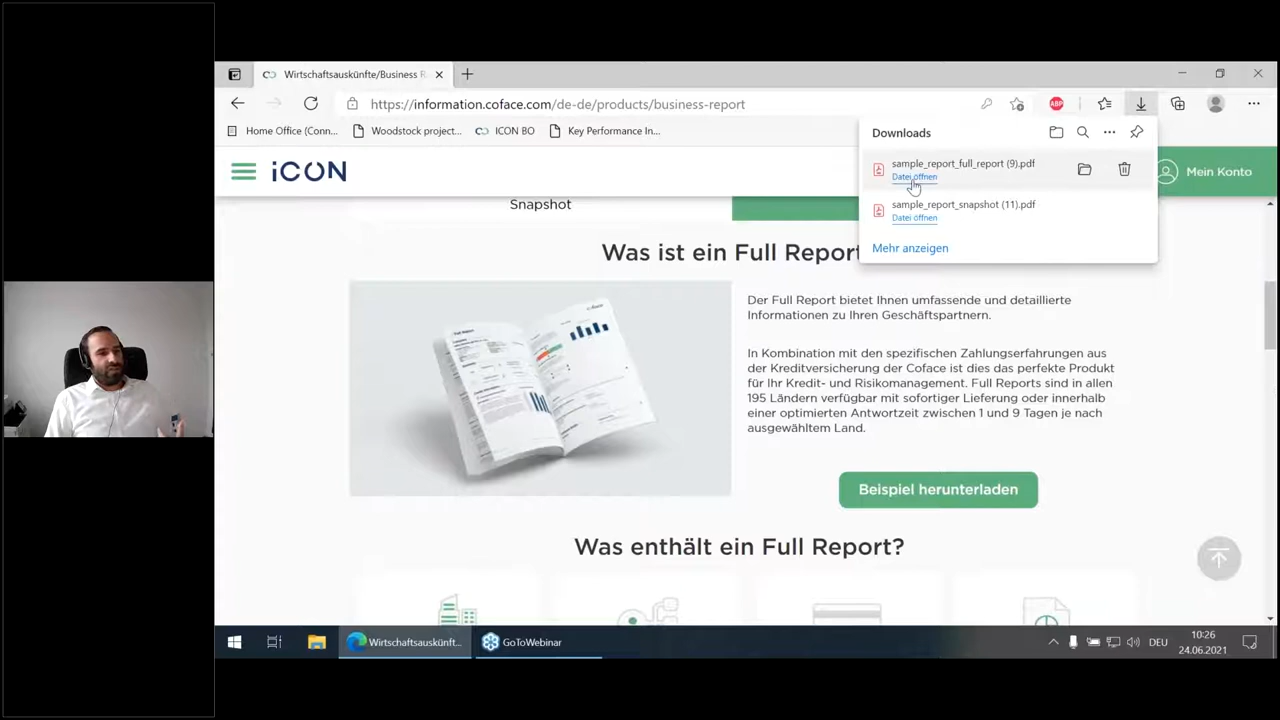 Wirtschaftsauskünfte/Business R
https://information.coface.com/de-de/products/business-report
ABP
Home Office (Conn...
Woodstock project...
ICON BO
Key Performance In...
Downloads
sample_report_full_report (9).pdf
Datei öffnen
sample_report_snapshot (11).pdf
Datei öffnen
Mehr anzeigen
iCON
Mein Konto
Snapshot
Was ist ein Full Report
Der Full Report bietet Ihnen umfassende und detaillierte
Informationen zu Ihren Geschäftspartnern.
In Kombination mit den spezifischen Zahlungserfahrungen aus
der Kreditversicherung der Coface ist dies das perfekte Produkt
für Ihr Kredit- und Risikomanagement. Full Reports sind in allen
195 Ländern verfügbar mit sofortiger Lieferung oder innerhalb
einer optimierten Antwortzeit zwischen 1 und 9 Tagen je nach
ausgewähltem Land.
Beispiel herunterladen
Was enthält ein Full Report?
Wirtschaftsauskünft...
GoToWebinar
DEU
10:26
24.06.2021